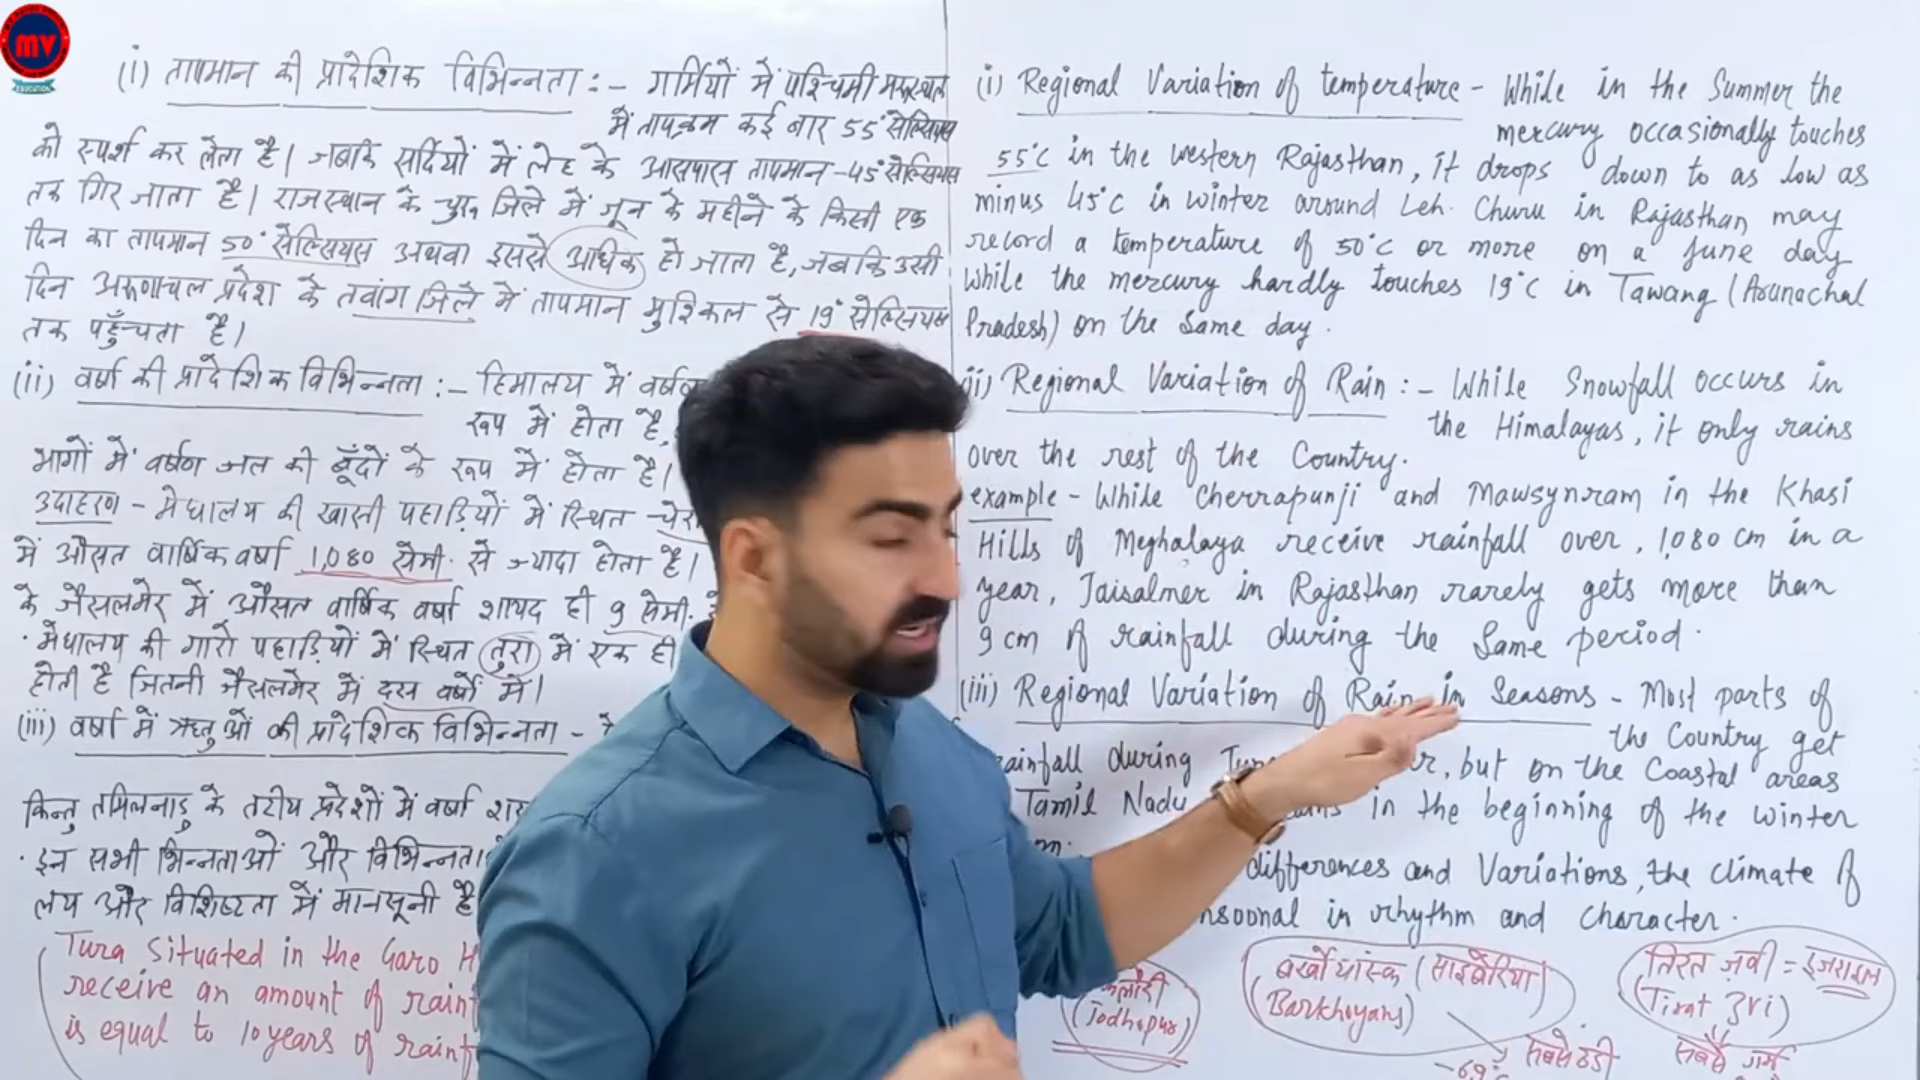 MV
EDUCATION
(i) तापमान की प्रादेशिक विभिन्नता :- गर्मियों में पश्चिमी मरुस्थल
में तापक्रम कई बार 55° सेल्सियस
को स्पर्श कर लेता है। जबकि सर्दियों में लेह के आसपास तापमान -45° सेल्सियस
तक गिर जाता है। राजस्थान के चुरू जिले में जून के महीने के किसी एक
दिन का तापमान 50° सेल्सियस अथवा इससे अधिक हो जाता है, जबकि उसी
दिन अरुणाचल प्रदेश के तवांग जिले में तापमान मुश्किल से 19° सेल्सियस
तक पहुँचता है।
(ii) वर्षा की प्रादेशिक विभिन्नता :- हिमालय में
रूप में होता है,
भागों में वर्षण जल की बूँदों के रूप में होता है।
उदाहरण - मेघालय की खासी पहाड़ियों में स्थित
में औसत वार्षिक वर्षा 1,080 सेमी. से ज्यादा होता है।
के जैसलमेर में औसत वार्षिक वर्षा शायद ही 9 सेमी.
· मेघालय की गारो पहाड़ियों में स्थित तुरा में एक ही
होती है जितनी जैसलमेर में दस वर्षों में।
(iii) वर्षा में ऋतुओं की प्रादेशिक विभिन्नता -
किन्तु तमिलनाडु के तटीय प्रदेशों में वर्षा
· इन सभी भिन्नताओं और
लय और विशिष्टता में मानसूनी है
Tura Situated in the Garo
receive an amount of
is equal to 10 years of
(i) Regional Variation of temperature - While in the Summer the
mercury occasionally touches
55°C in the western Rajasthan, it drops down to as low as
minus 45°C in winter around Leh. Churu in Rajasthan may
record a temperature of 50°C or more on a June day
while the mercury hardly touches 19°C in Tawang (Arunachal
Pradesh) on the same day.
(ii) Regional Variation of Rain :- While Snowfall occurs in
the Himalayas, it only rains
over the rest of the Country.
example - While Cherrapunji and Mawsynram in the Khasi
Hills of Meghalaya receive rainfall over 1,080 cm in a
year, Jaisalmer in Rajasthan rarely gets more than
9 cm of rainfall during the Same period.
(iii) Regional Variation of Rain in Seasons - Most parts of
the Country get
during but on the Coastal areas
Tamil Nadu in the beginning of the winter
differences and Variations, the climate of
in rhythm and character.
(Jodhpur)
बर्खोयांस्क (साइबेरिया)
(Barkhoyans)
सबसे ठंडी
तिरत ज़वी = इजराइल
(Tirat Zvi)
सबसे गर्म